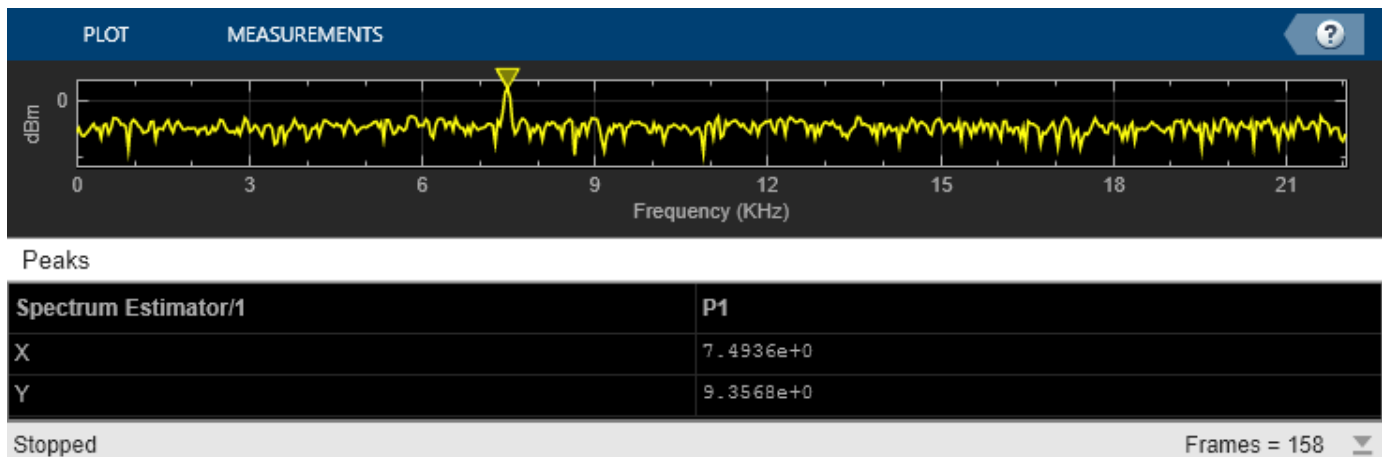 PLOT MEASUREMENTS ?
dBm
0
0 3 6 9 12 15 18 21
Frequency (KHz)
Peaks
Spectrum Estimator/1 P1
X 7.4936e+0
Y 9.3568e+0
Stopped Frames = 158